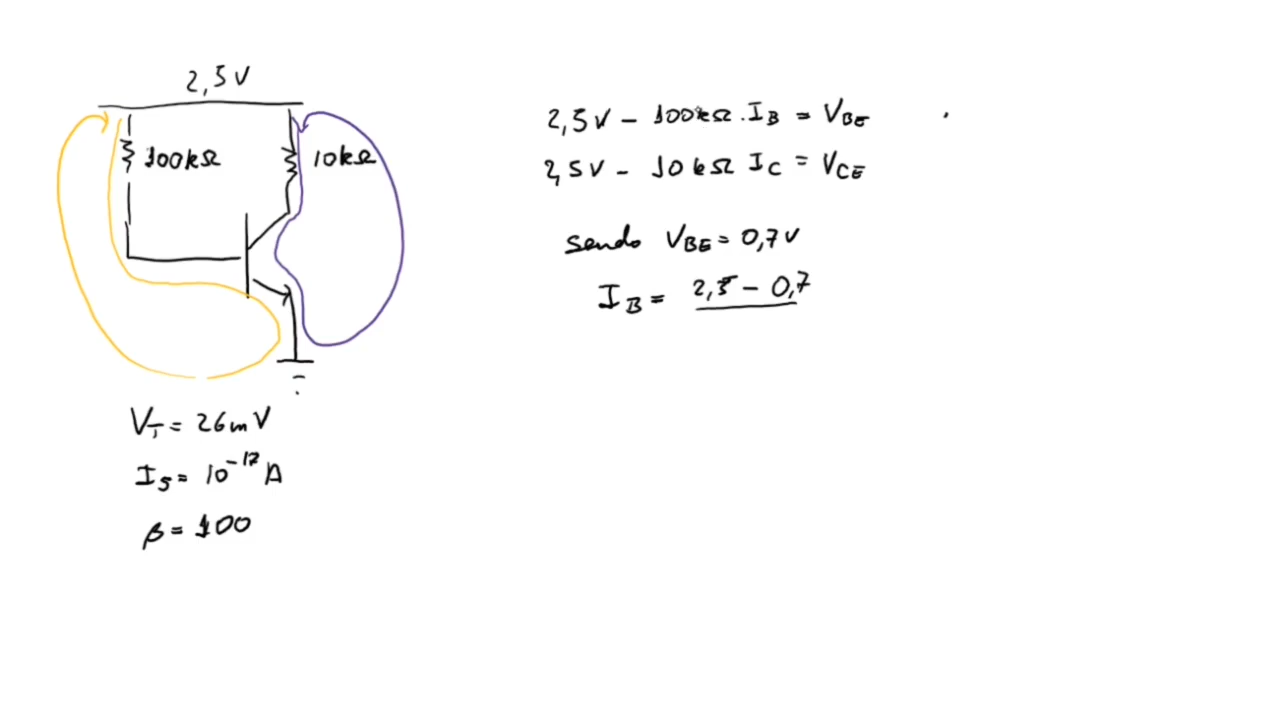 2,5V
100kΩ
10kΩ
V_T = 26mV
I_S = 10^-17 A
β = 100
2,5V - 100kΩ . I_B = V_BE
2,5V - 10kΩ I_C = V_CE
sendo V_BE = 0,7V
I_B = 2,5 - 0,7